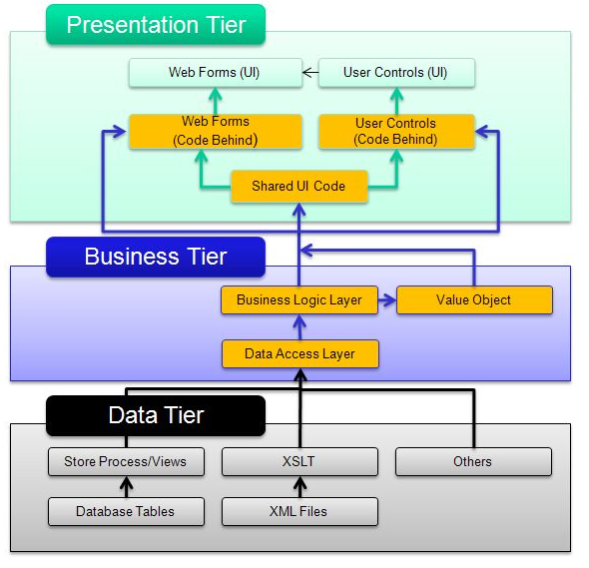 Presentation Tier
Web Forms (UI)
User Controls (UI)
Web Forms
(Code Behind)
User Controls
(Code Behind)
Shared UI Code
Business Tier
Business Logic Layer
Value Object
Data Access Layer
Data Tier
Store Process/Views
XSLT
Others
Database Tables
XML Files